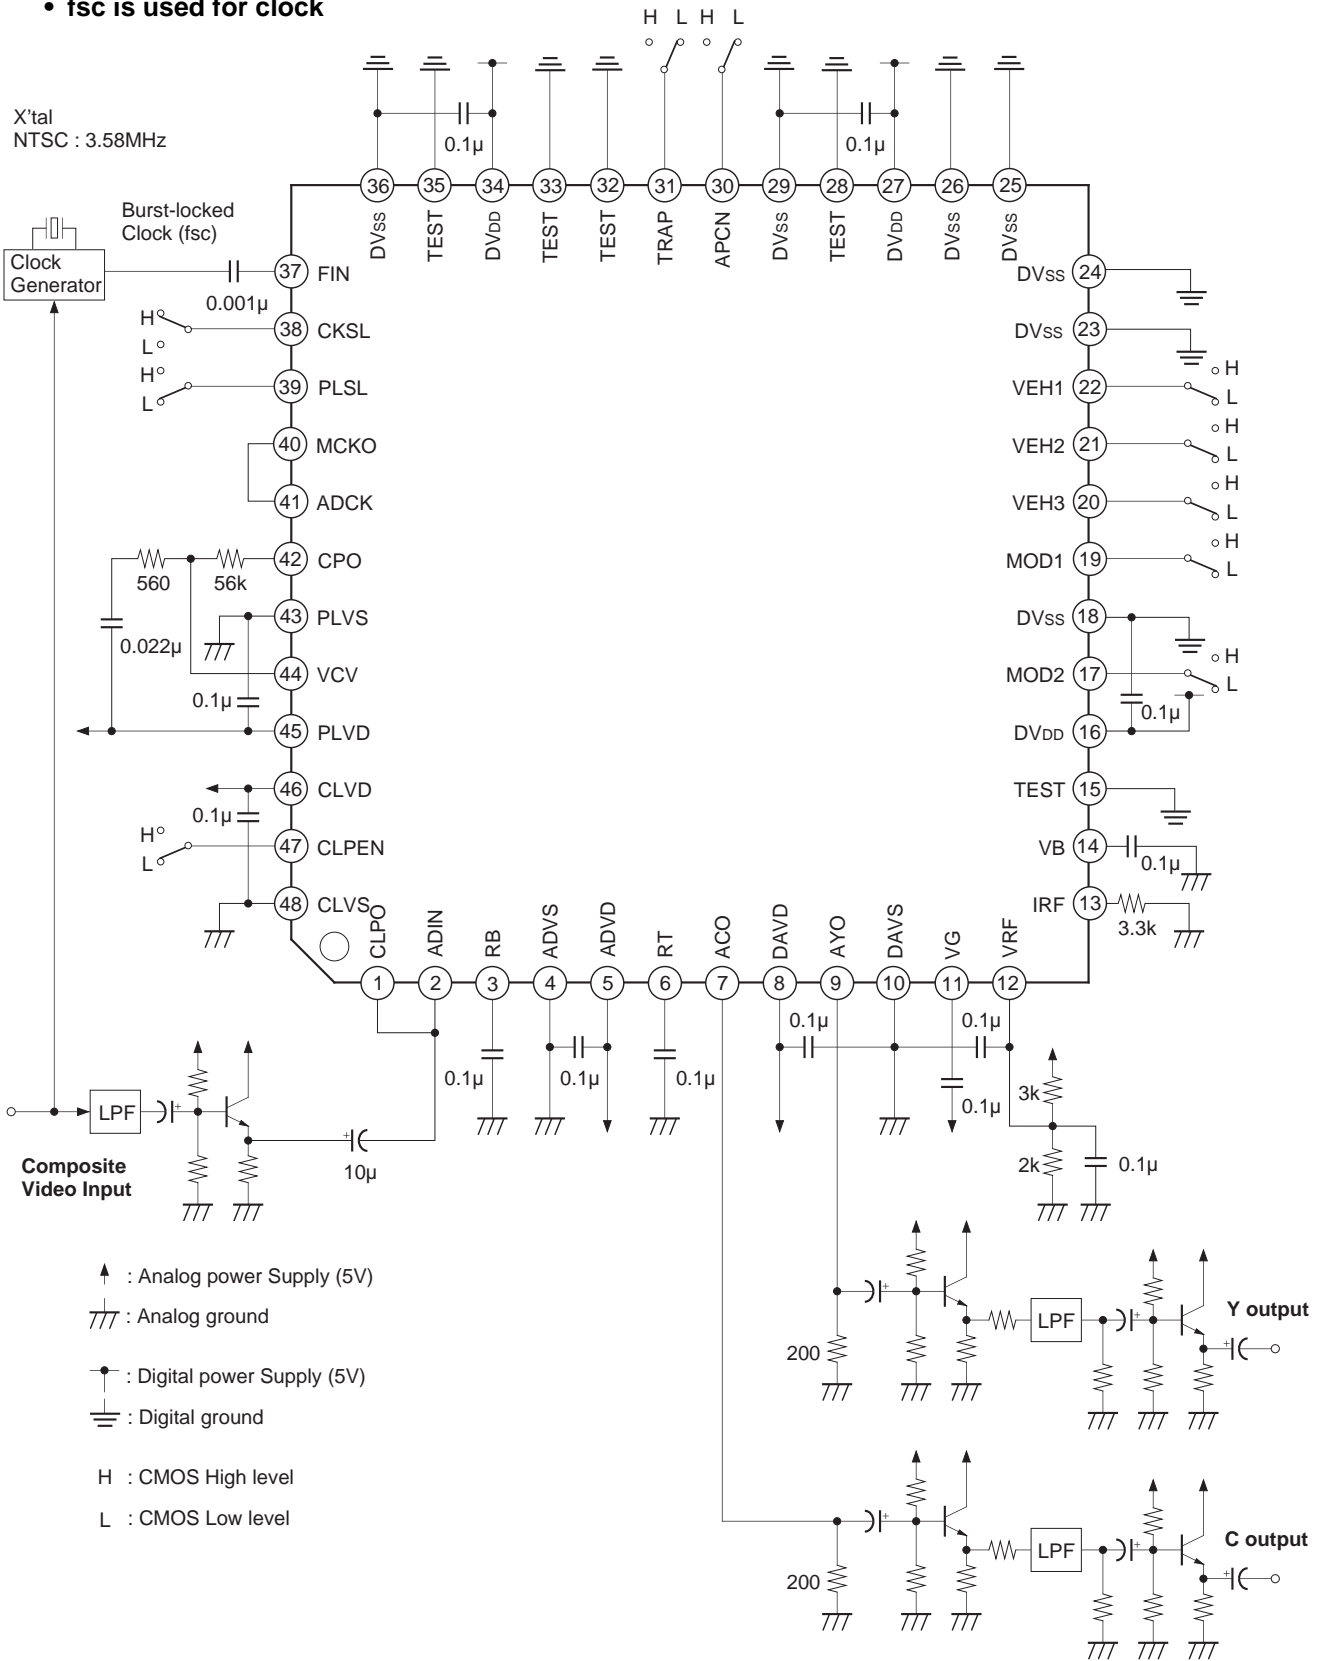 • fsc is used for clock
H L H L
X'tal
NTSC : 3.58MHz
0.1µ 0.1µ
36 35 34 33 32 31 30 29 28 27 26 25
DVss TEST DVDD TEST TEST TRAP APCN DVss TEST DVDD DVss DVss
Burst-locked
Clock (fsc)
Clock
Generator
0.001µ
37 FIN
H
L
38 CKSL
H
L
39 PLSL
40 MCKO
41 ADCK
560 56k
42 CPO
43 PLVS
0.022µ
44 VCV
0.1µ
45 PLVD
46 CLVD
0.1µ
H
L
47 CLPEN
48 CLVS
DVss 24
DVss 23
H
VEH1 22
L
H
VEH2 21
L
H
VEH3 20
L
H
MOD1 19
L
DVss 18
H
MOD2 17
L
0.1µ
DVDD 16
TEST 15
VB 14
0.1µ
IRF 13
3.3k
CLPO ADIN RB ADVS ADVD RT ACO DAVD AYO DAVS VG VRF
1 2 3 4 5 6 7 8 9 10 11 12
0.1µ 0.1µ
0.1µ 0.1µ 0.1µ 0.1µ
3k
2k 0.1µ
LPF
+
+
10µ
Composite
Video Input
: Analog power Supply (5V)
: Analog ground
: Digital power Supply (5V)
: Digital ground
H : CMOS High level
L : CMOS Low level
+
200
LPF
+
+
Y output
+
200
LPF
+
+
C output